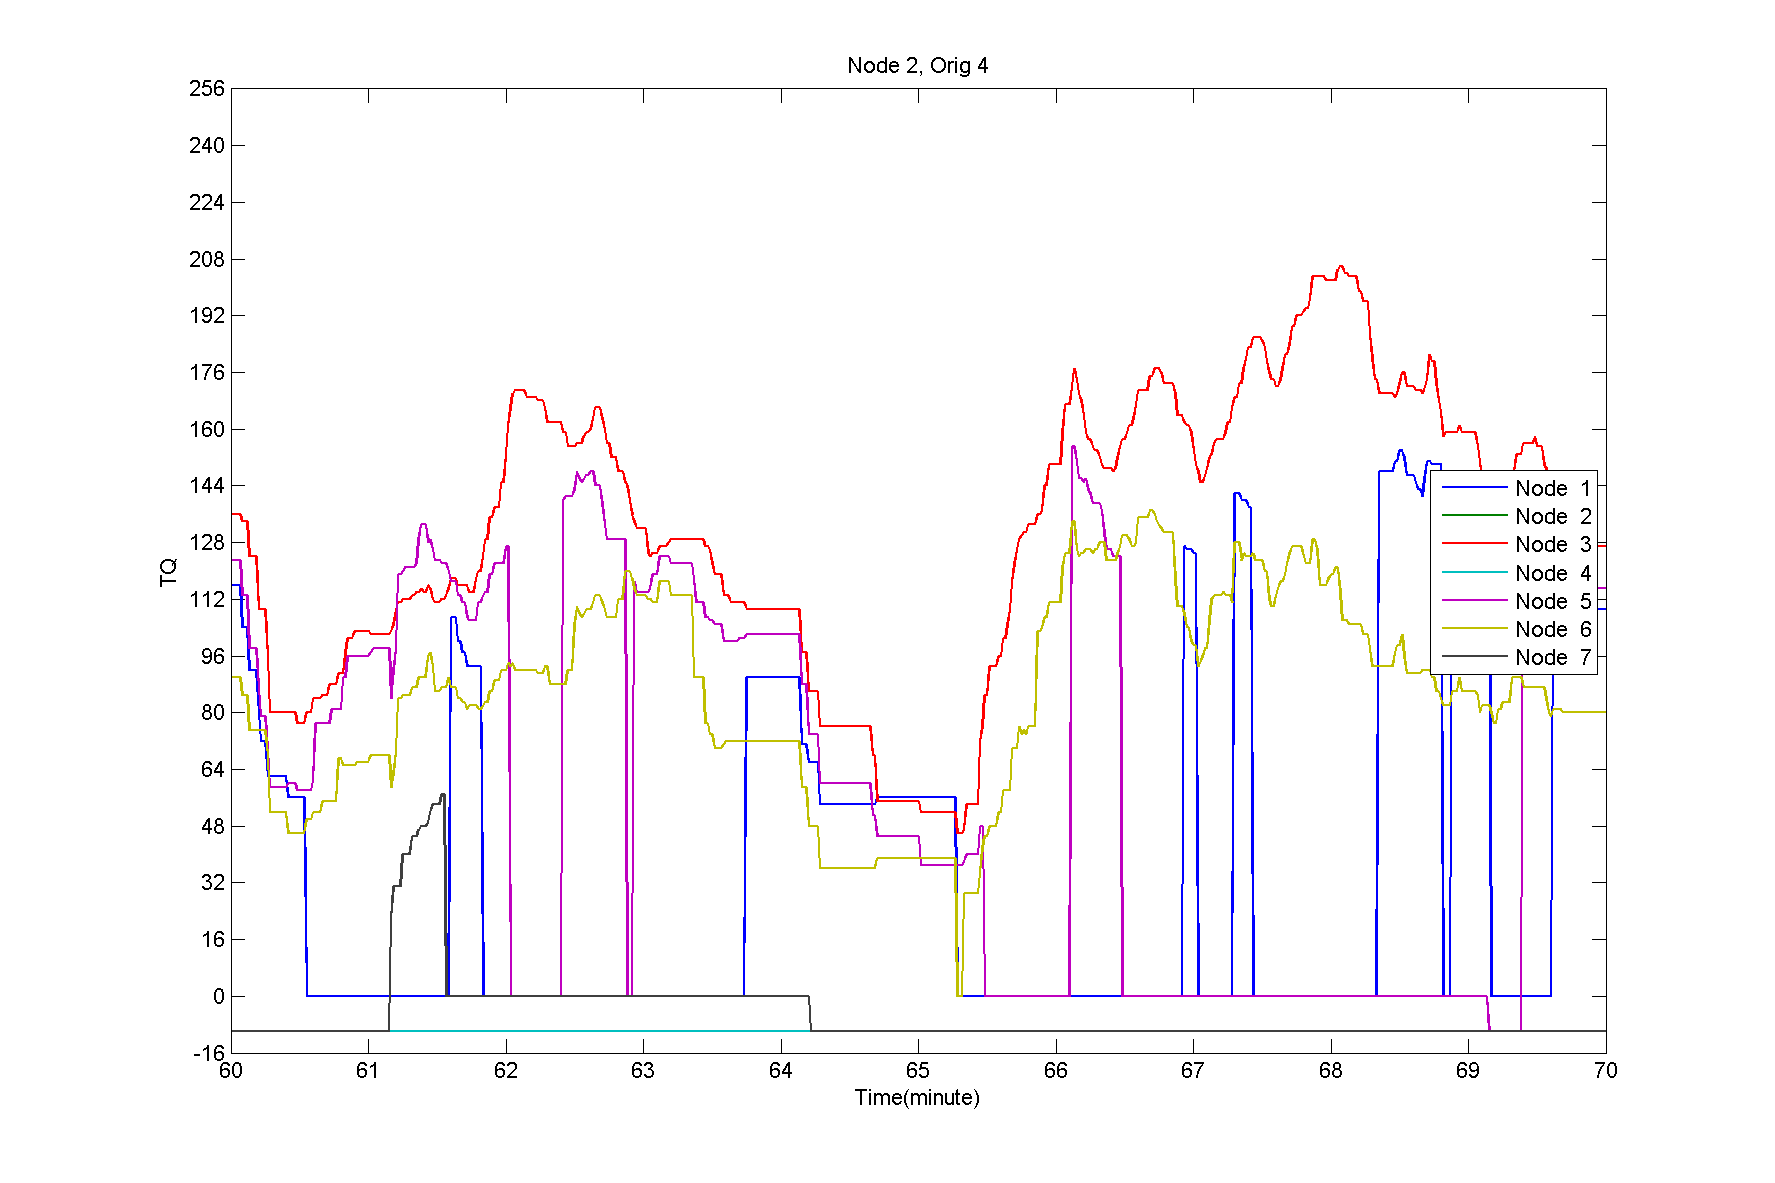 Node 2, Orig 4
256
240
224
208
192
176
160
144
128
112
96
80
64
48
32
16
0
-16
TQ
Node 1
Node 2
Node 3
Node 4
Node 5
Node 6
Node 7
60 61 62 63 64 65 66 67 68 69 70
Time(minute)